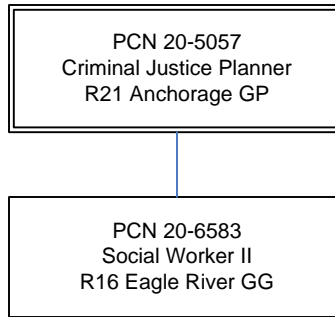 PCN 20-5057
Criminal Justice Planner
R21 Anchorage GP
PCN 20-6583
Social Worker II
R16 Eagle River GG